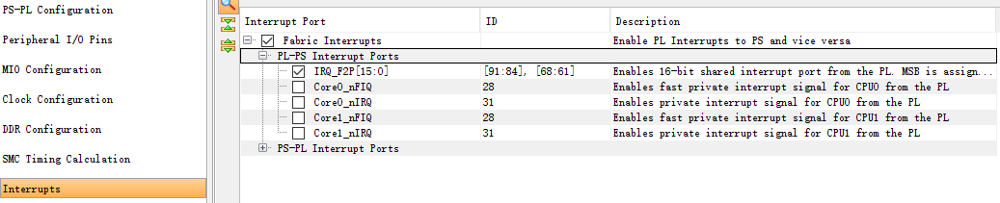 PS-PL Configuration
Peripheral I/O Pins
MIO Configuration
Clock Configuration
DDR Configuration
SMC Timing Calculation
Interrupts
Interrupt Port ID Description
Fabric Interrupts Enable PL Interrupts to PS and vice versa
PL-PS Interrupt Ports
IRQ_F2P[15:0] [91:84], [68:61] Enables 16-bit shared interrupt port from the PL. MSB is assign...
Core0_nFIQ 28 Enables fast private interrupt signal for CPU0 from the PL
Core0_nIRQ 31 Enables private interrupt signal for CPU0 from the PL
Core1_nFIQ 28 Enables fast private interrupt signal for CPU1 from the PL
Core1_nIRQ 31 Enables private interrupt signal for CPU1 from the PL
PS-PL Interrupt Ports